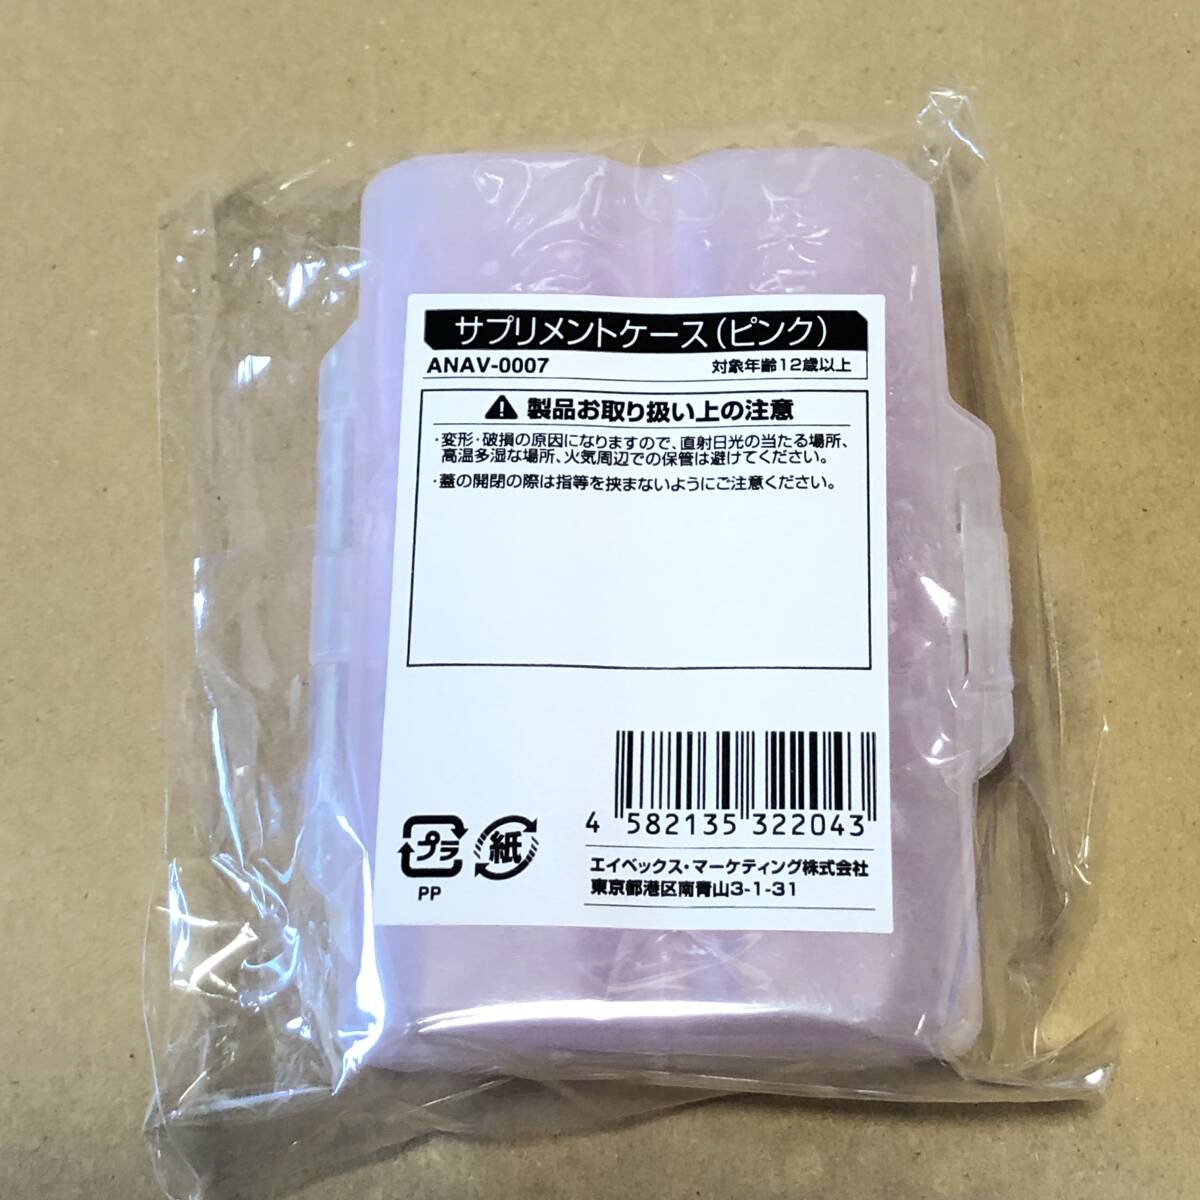 サプリメントケース(ピンク)
ANAV-0007 対象年齢12歳以上
製品お取り扱い上の注意
・変形・破損の原因になりますので、直射日光の当たる場所、
高温多湿な場所、火気周辺での保管は避けてください。
・蓋の開閉の際は指等を挟まないようにご注意ください。
4 582135 322043
プラ
PP
紙
エイベックス・マーケティング株式会社
東京都港区南青山3-1-31